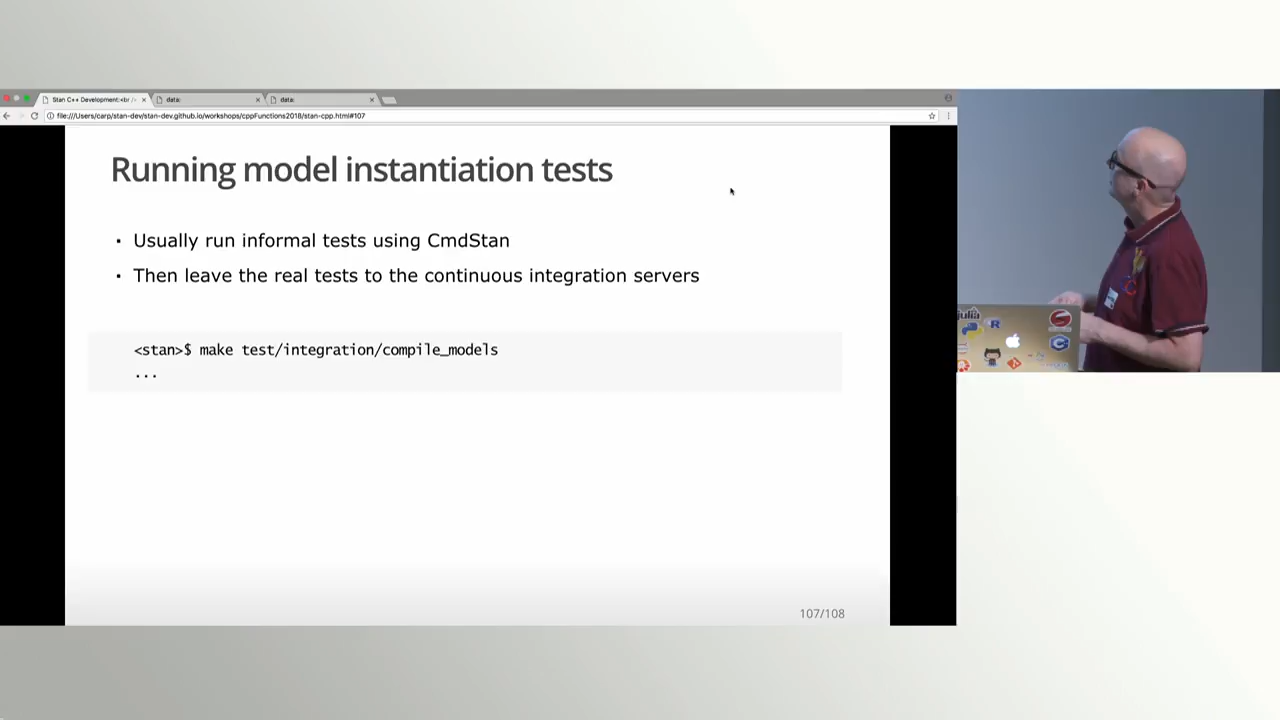 Stan C++ Development:<br />
data:
data:
file:///Users/carp/stan-dev/stan-dev.github.io/workshops/cppFunctions2018/stan-cpp.html#107
Running model instantiation tests
• Usually run informal tests using CmdStan
• Then leave the real tests to the continuous integration servers
<stan>$ make test/integration/compile_models
...
107/108
julia
R
C